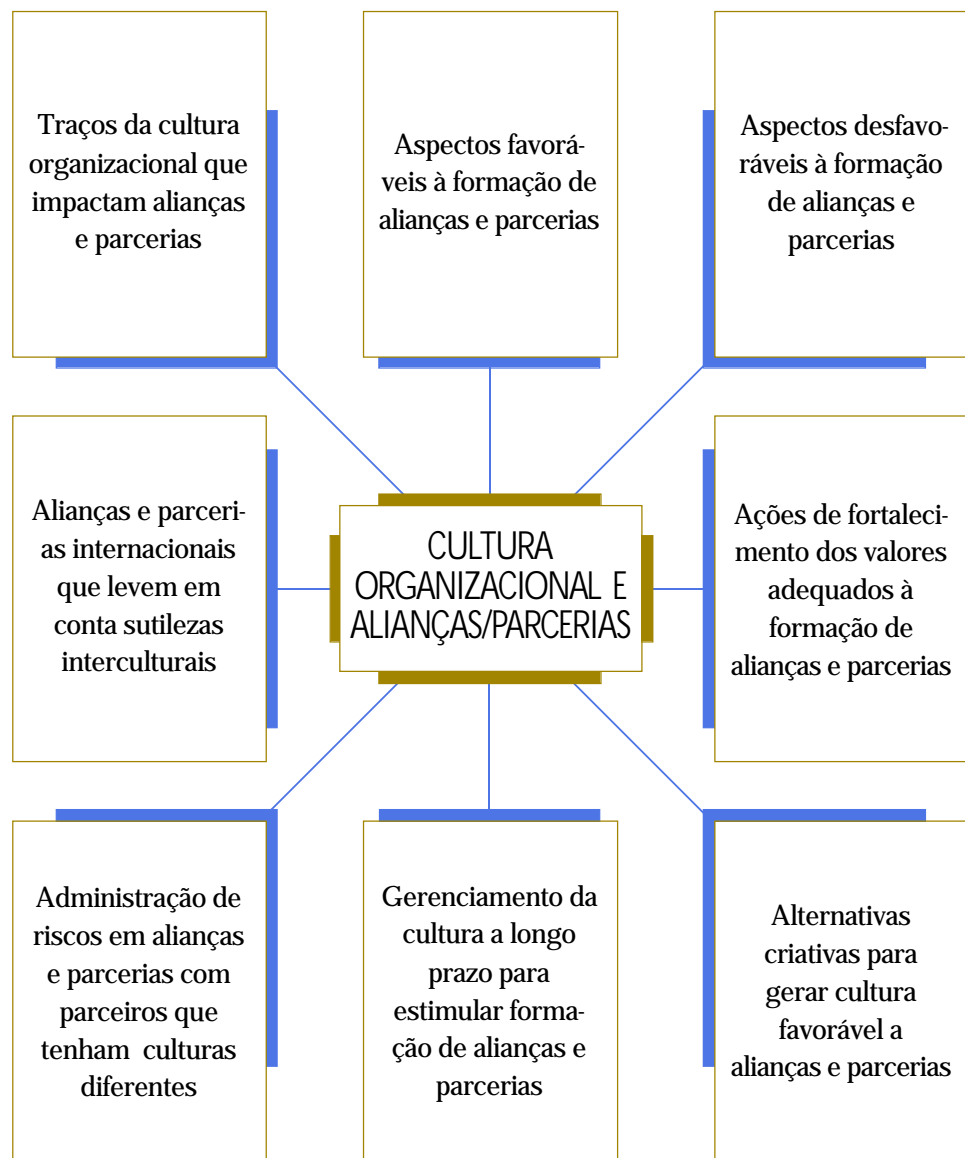 Traços da cultura
organizacional que
impactam alianças
e parcerias
Aspectos favorá-
veis à formação de
alianças e parcerias
Aspectos desfavo-
ráveis à formação
de alianças e
parcerias
Alianças e parceri-
as internacionais
que levem em
conta sutilezas
interculturais
CULTURA
ORGANIZACIONAL E
ALIANÇAS/PARCERIAS
Ações de fortaleci-
mento dos valores
adequados à
formação de
alianças e parcerias
Administração de
riscos em alianças
e parcerias com
parceiros que
tenham culturas
diferentes
Gerenciamento da
cultura a longo
prazo para
estimular forma-
ção de alianças e
parcerias
Alternativas
criativas para
gerar cultura
favorável a
alianças e parcerias